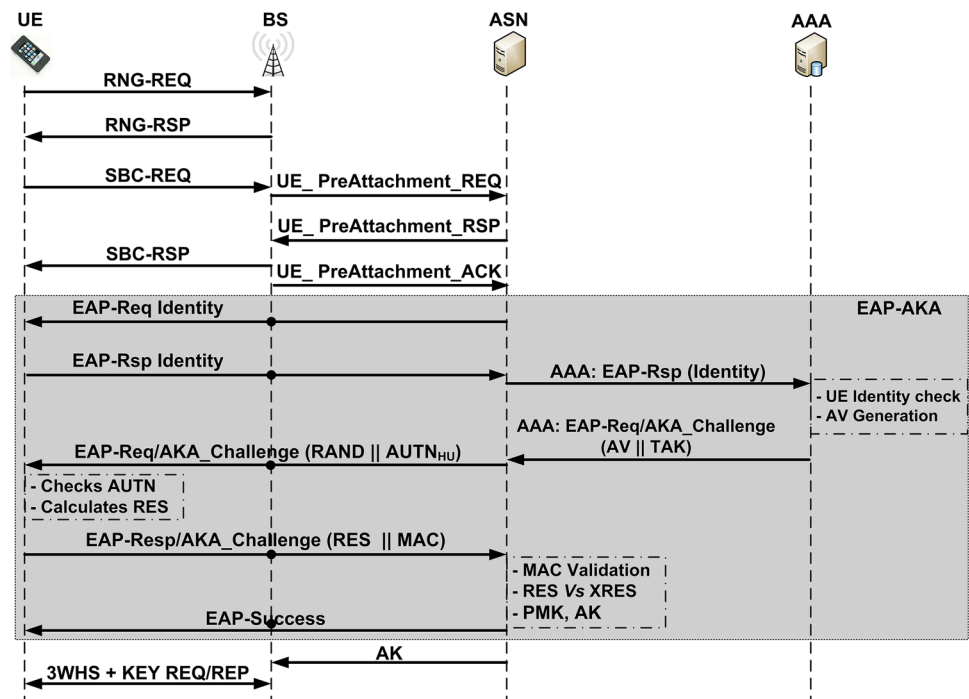 UE
BS
ASN
AAA
RNG-REQ
RNG-RSP
SBC-REQ
UE_ PreAttachment_REQ
UE_ PreAttachment_RSP
SBC-RSP
UE_ PreAttachment_ACK
EAP-Req Identity
EAP-AKA
EAP-Rsp Identity
AAA: EAP-Rsp (Identity)
- UE Identity check
- AV Generation
AAA: EAP-Req/AKA_Challenge
(AV || TAK)
EAP-Req/AKA_Challenge (RAND || AUTNHU)
- Checks AUTN
- Calculates RES
EAP-Resp/AKA_Challenge (RES || MAC)
- MAC Validation
- RES Vs XRES
- PMK, AK
EAP-Success
AK
3WHS + KEY REQ/REP